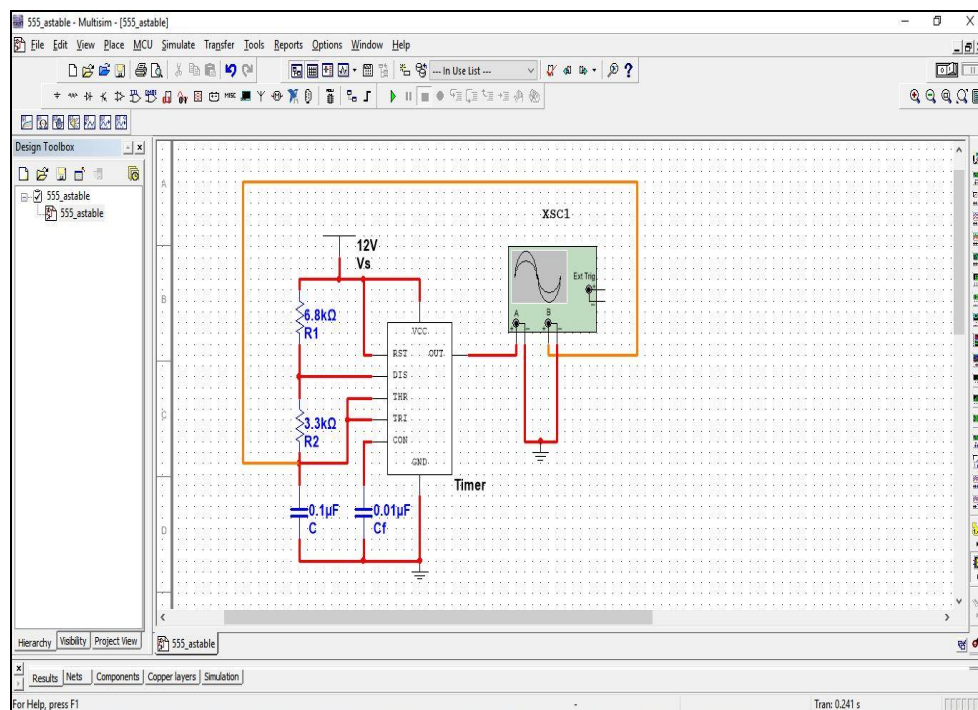 555_astable - Multisim - [555_astable]
File Edit View Place MCU Simulate Transfer Tools Reports Options Window Help
--- In Use List ---
MISC
Design Toolbox
555_astable
555_astable
A
B
C
D
XSC1
Ext Trig
+
-
A
B
+ - + -
12V
Vs
6.8kΩ
R1
VCC
RST
OUT
DIS
THR
TRI
CON
GND
3.3kΩ
R2
Timer
0.1µF
C
0.01µF
Cf
Hierarchy Visibility Project View
555_astable
Results Nets Components Copper layers Simulation
For Help, press F1
-
Tran: 0.241 s